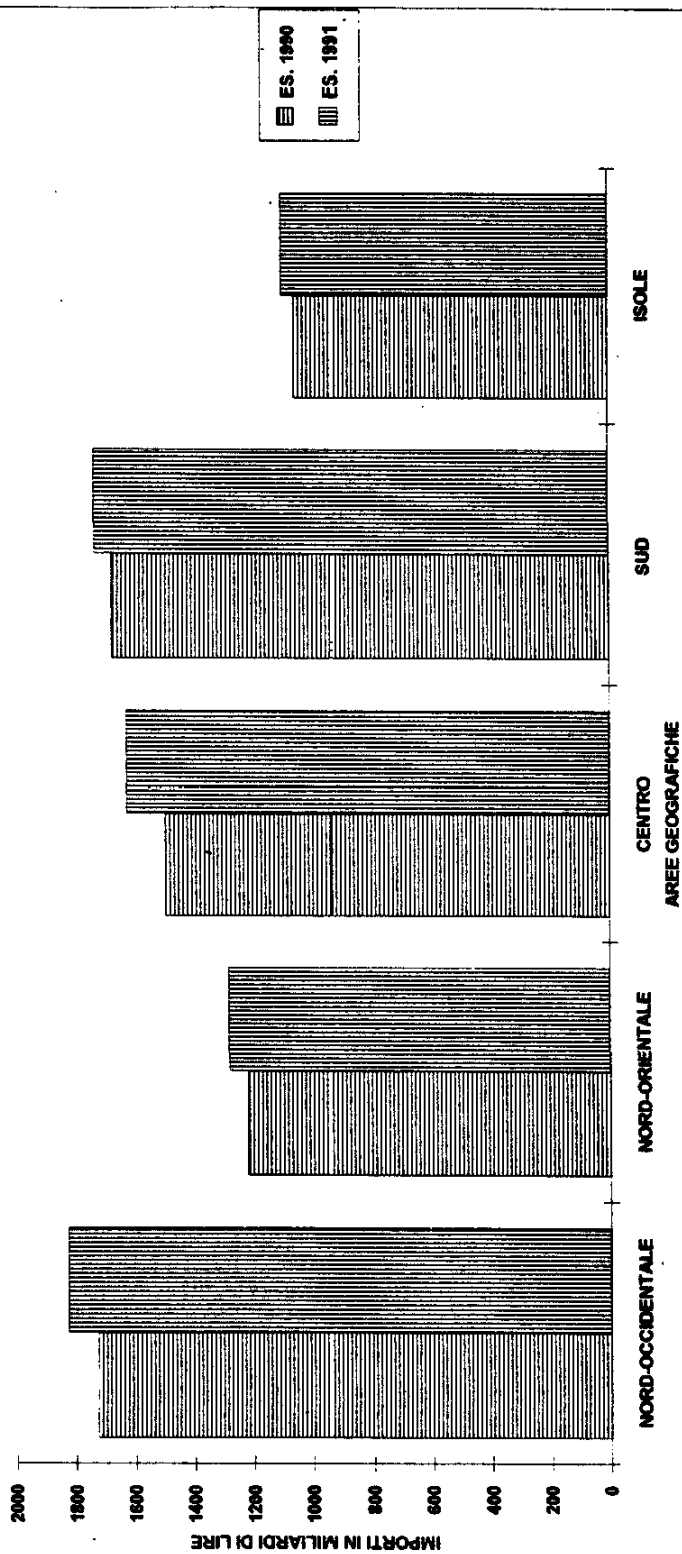 ES. 1990
ES. 1991
IMPORTI IN MILIARDI DI LIRE
2000
1800
1600
1400
1200
1000
800
600
400
200
0
NORD-OCCIDENTALE
NORD-ORIENTALE
CENTRO
SUD
ISOLE
AREE GEOGRAFICHE